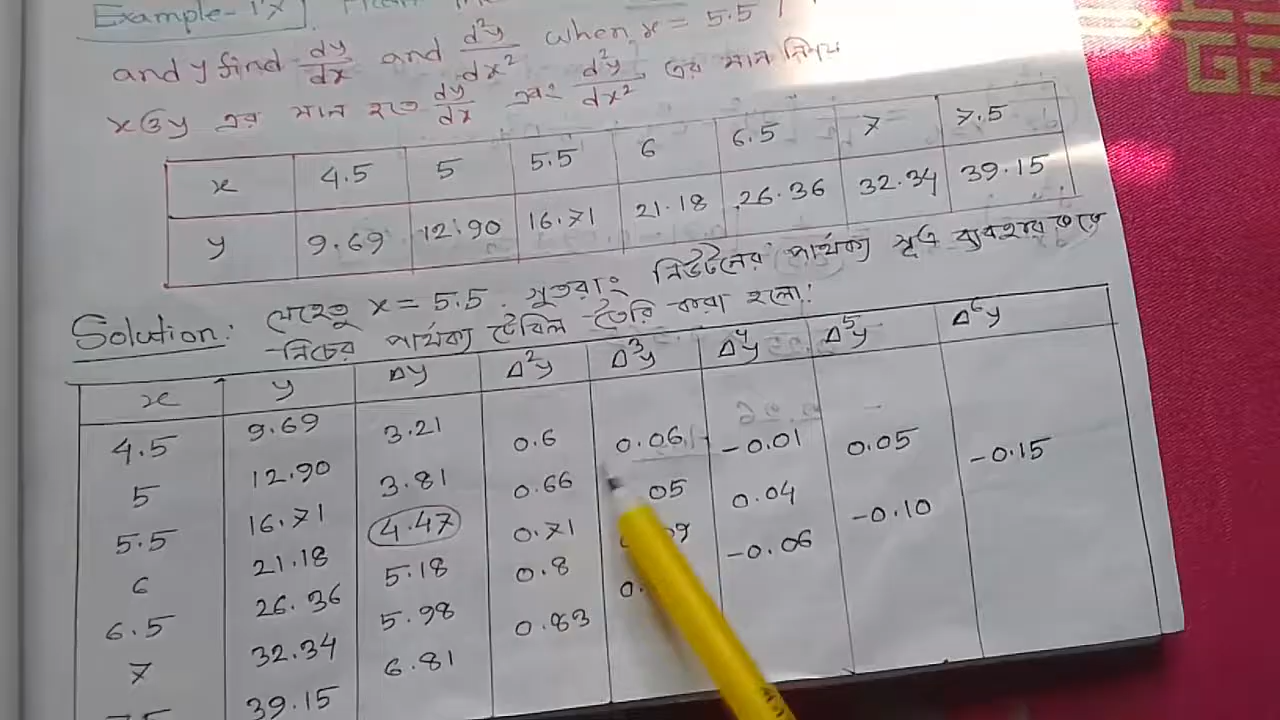 Example-
and y find dy/dx and d²y/dx² when x = 5.5
x ও y এর মান হতে dy/dx এবং d²y/dx² এর মান নির্ণয়
x 4.5 5 5.5 6 6.5 7 7.5
y 9.69 12.90 16.71 21.18 26.36 32.34 39.15
Solution: যেহেতু x = 5.5. সুতরাং নিউটনের পার্থক্য সূত্র
নিচের পার্থক্য টেবিল তৈরি করা হলো:
x y Δy Δ²y Δ³y Δ⁴y Δ⁵y Δ⁶y
4.5 9.69 3.21 0.6 0.06 -0.01 0.05 -0.15
5 12.90 3.81 0.66 05 0.04 -0.10
5.5 16.71 4.47 0.71 09 -0.06
6 21.18 5.18 0.8 0.
6.5 26.36 5.98 0.83
7 32.34 6.81
39.15